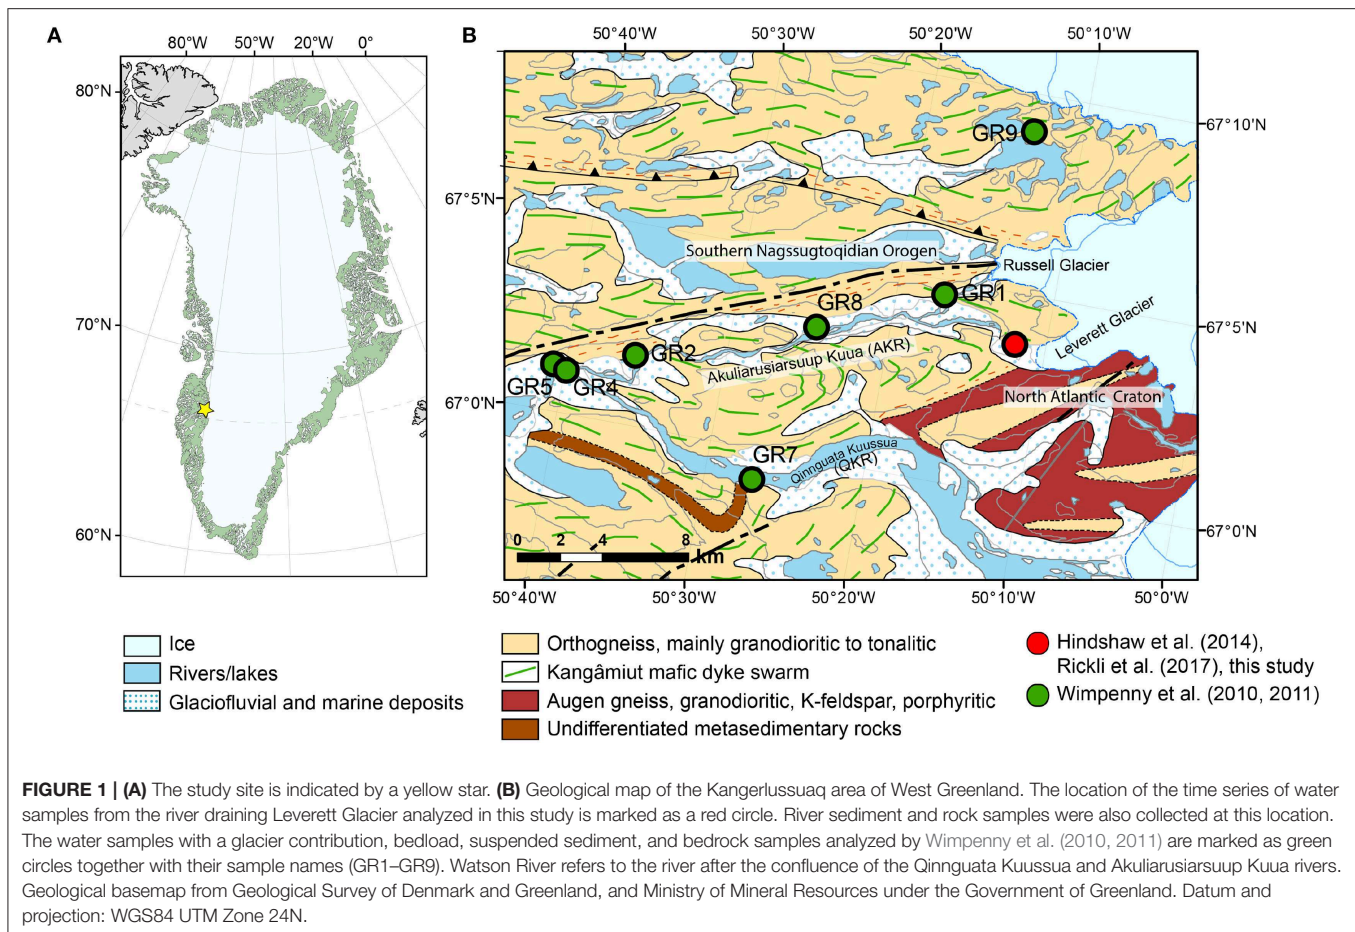 A
80°W 50°W 20°W 0°
80°N
70°N
60°N
B
50°40'W 50°30'W 50°20'W 50°10'W
67°10'N
67°5'N
67°5'N
67°0'N
67°0'N
GR9
Southern Nagssugtoqidian Orogen
Russell Glacier
GR1
GR8
Leverett Glacier
GR2
Akuliarusiarsuup Kuua (AKR)
GR5
GR4
North Atlantic Craton
GR7
Qinnguata Kuussua
(QKR)
0 2 4 8
km
50°40'W 50°30'W 50°20'W 50°10'W 50°0'W
Ice
Rivers/lakes
Glaciofluvial and marine deposits
Orthogneiss, mainly granodioritic to tonalitic
Kangâmiut mafic dyke swarm
Augen gneiss, granodioritic, K-feldspar, porphyritic
Undifferentiated metasedimentary rocks
Hindshaw et al. (2014),
Rickli et al. (2017), this study
Wimpenny et al. (2010, 2011)
FIGURE 1 | (A) The study site is indicated by a yellow star. (B) Geological map of the Kangerlussuaq area of West Greenland. The location of the time series of water
samples from the river draining Leverett Glacier analyzed in this study is marked as a red circle. River sediment and rock samples were also collected at this location.
The water samples with a glacier contribution, bedload, suspended sediment, and bedrock samples analyzed by Wimpenny et al. (2010, 2011) are marked as green
circles together with their sample names (GR1–GR9). Watson River refers to the river after the confluence of the Qinnguata Kuussua and Akuliarusiarsuup Kuua rivers.
Geological basemap from Geological Survey of Denmark and Greenland, and Ministry of Mineral Resources under the Government of Greenland. Datum and
projection: WGS84 UTM Zone 24N.